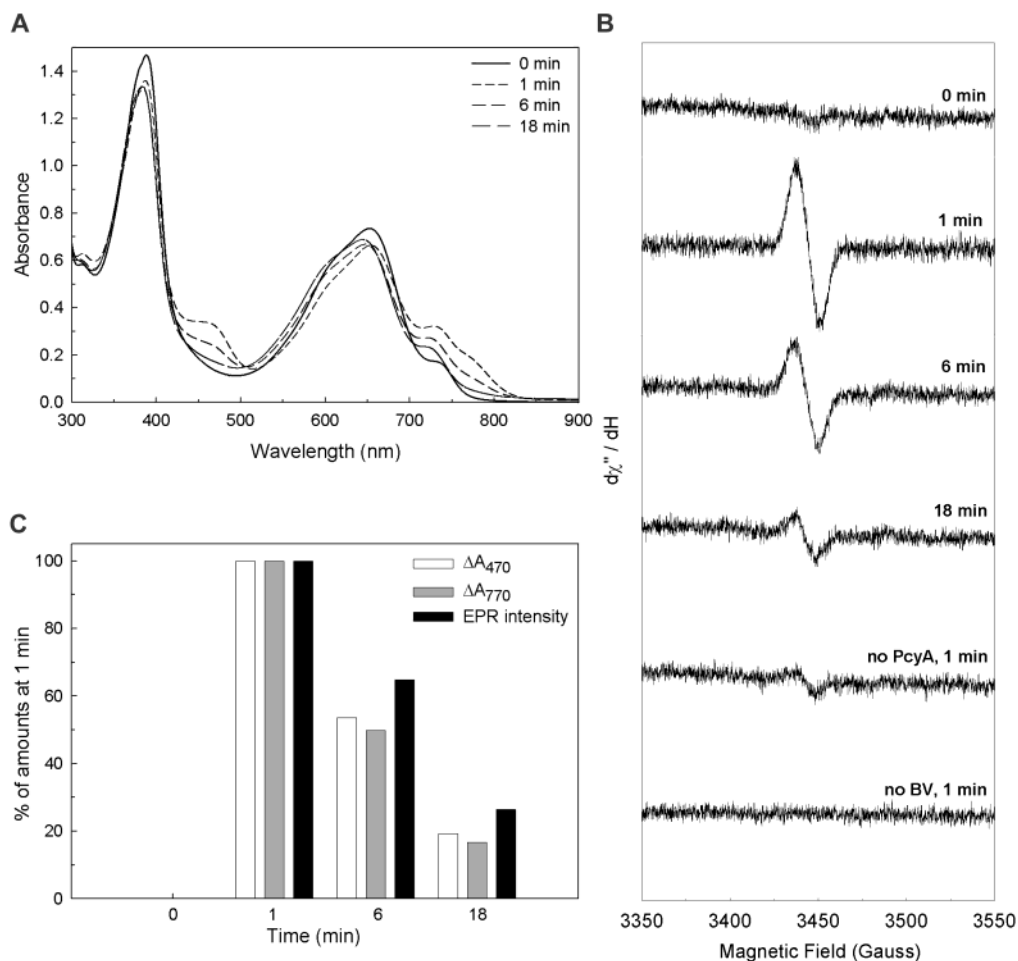 A
Absorbance
1.4
1.2
1.0
0.8
0.6
0.4
0.2
0.0
300 400 500 600 700 800 900
Wavelength (nm)
0 min
1 min
6 min
18 min
B
dχ" / dH
0 min
1 min
6 min
18 min
no PcyA, 1 min
no BV, 1 min
3350 3400 3450 3500 3550
Magnetic Field (Gauss)
C
% of amounts at 1 min
100
80
60
40
20
0
0 1 6 18
Time (min)
ΔA470
ΔA770
EPR intensity